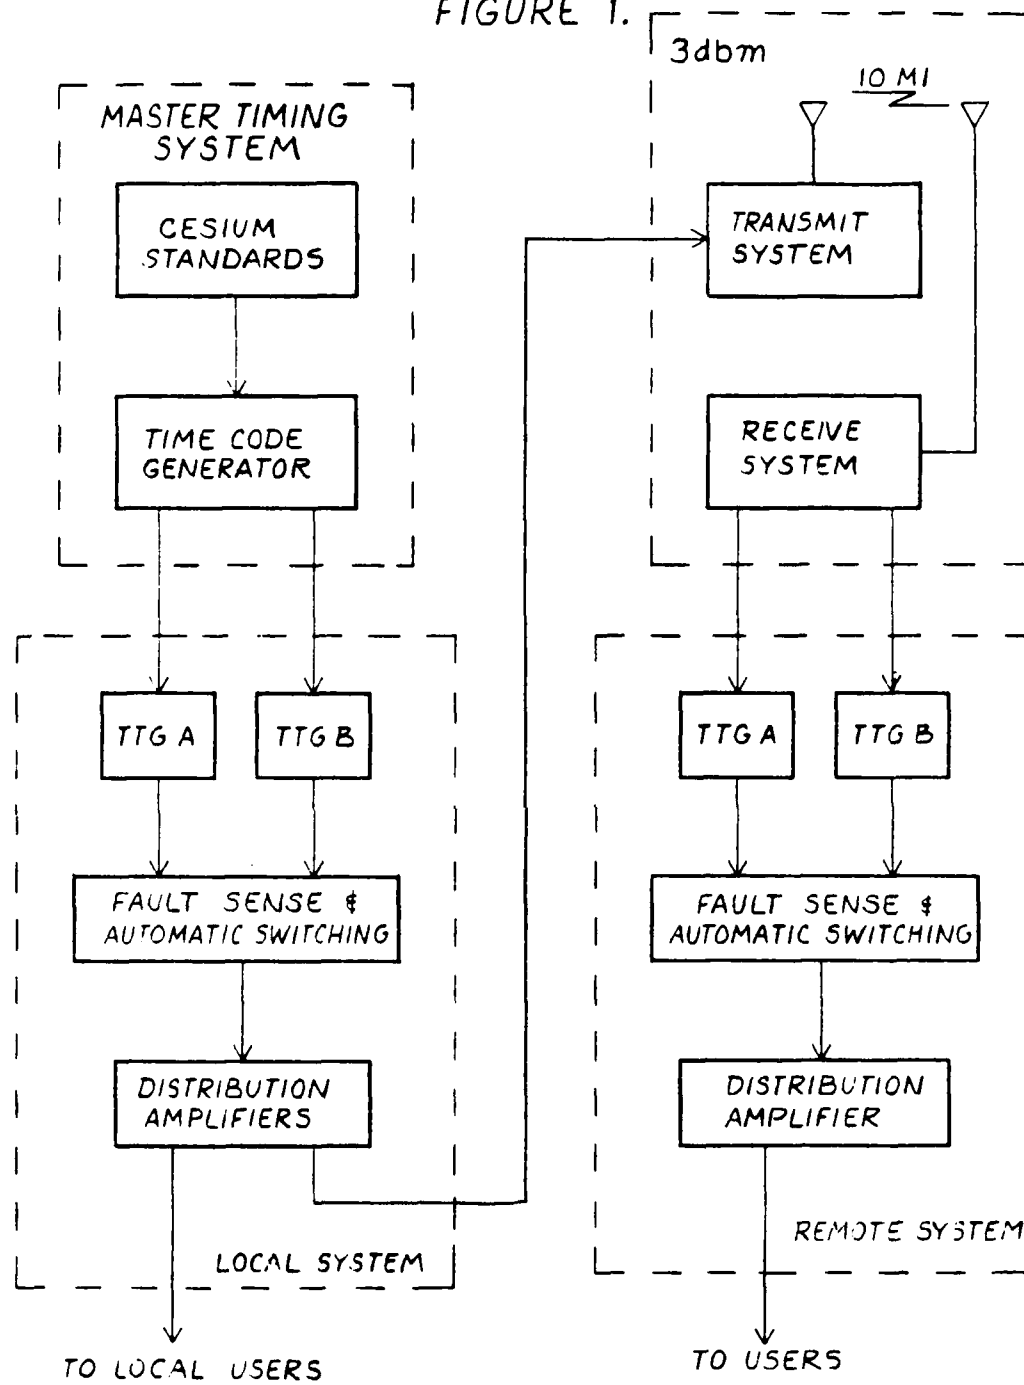 FIGURE 1.
MASTER TIMING
SYSTEM
CESIUM
STANDARDS
TIME CODE
GENERATOR
TTG A
TTG B
FAULT SENSE &
AUTOMATIC SWITCHING
DISTRIBUTION
AMPLIFIERS
LOCAL SYSTEM
TO LOCAL USERS
3dbm
10 MI
TRANSMIT
SYSTEM
RECEIVE
SYSTEM
TTG A
TTG B
FAULT SENSE &
AUTOMATIC SWITCHING
DISTRIBUTION
AMPLIFIER
REMOTE SYSTEM
TO USERS